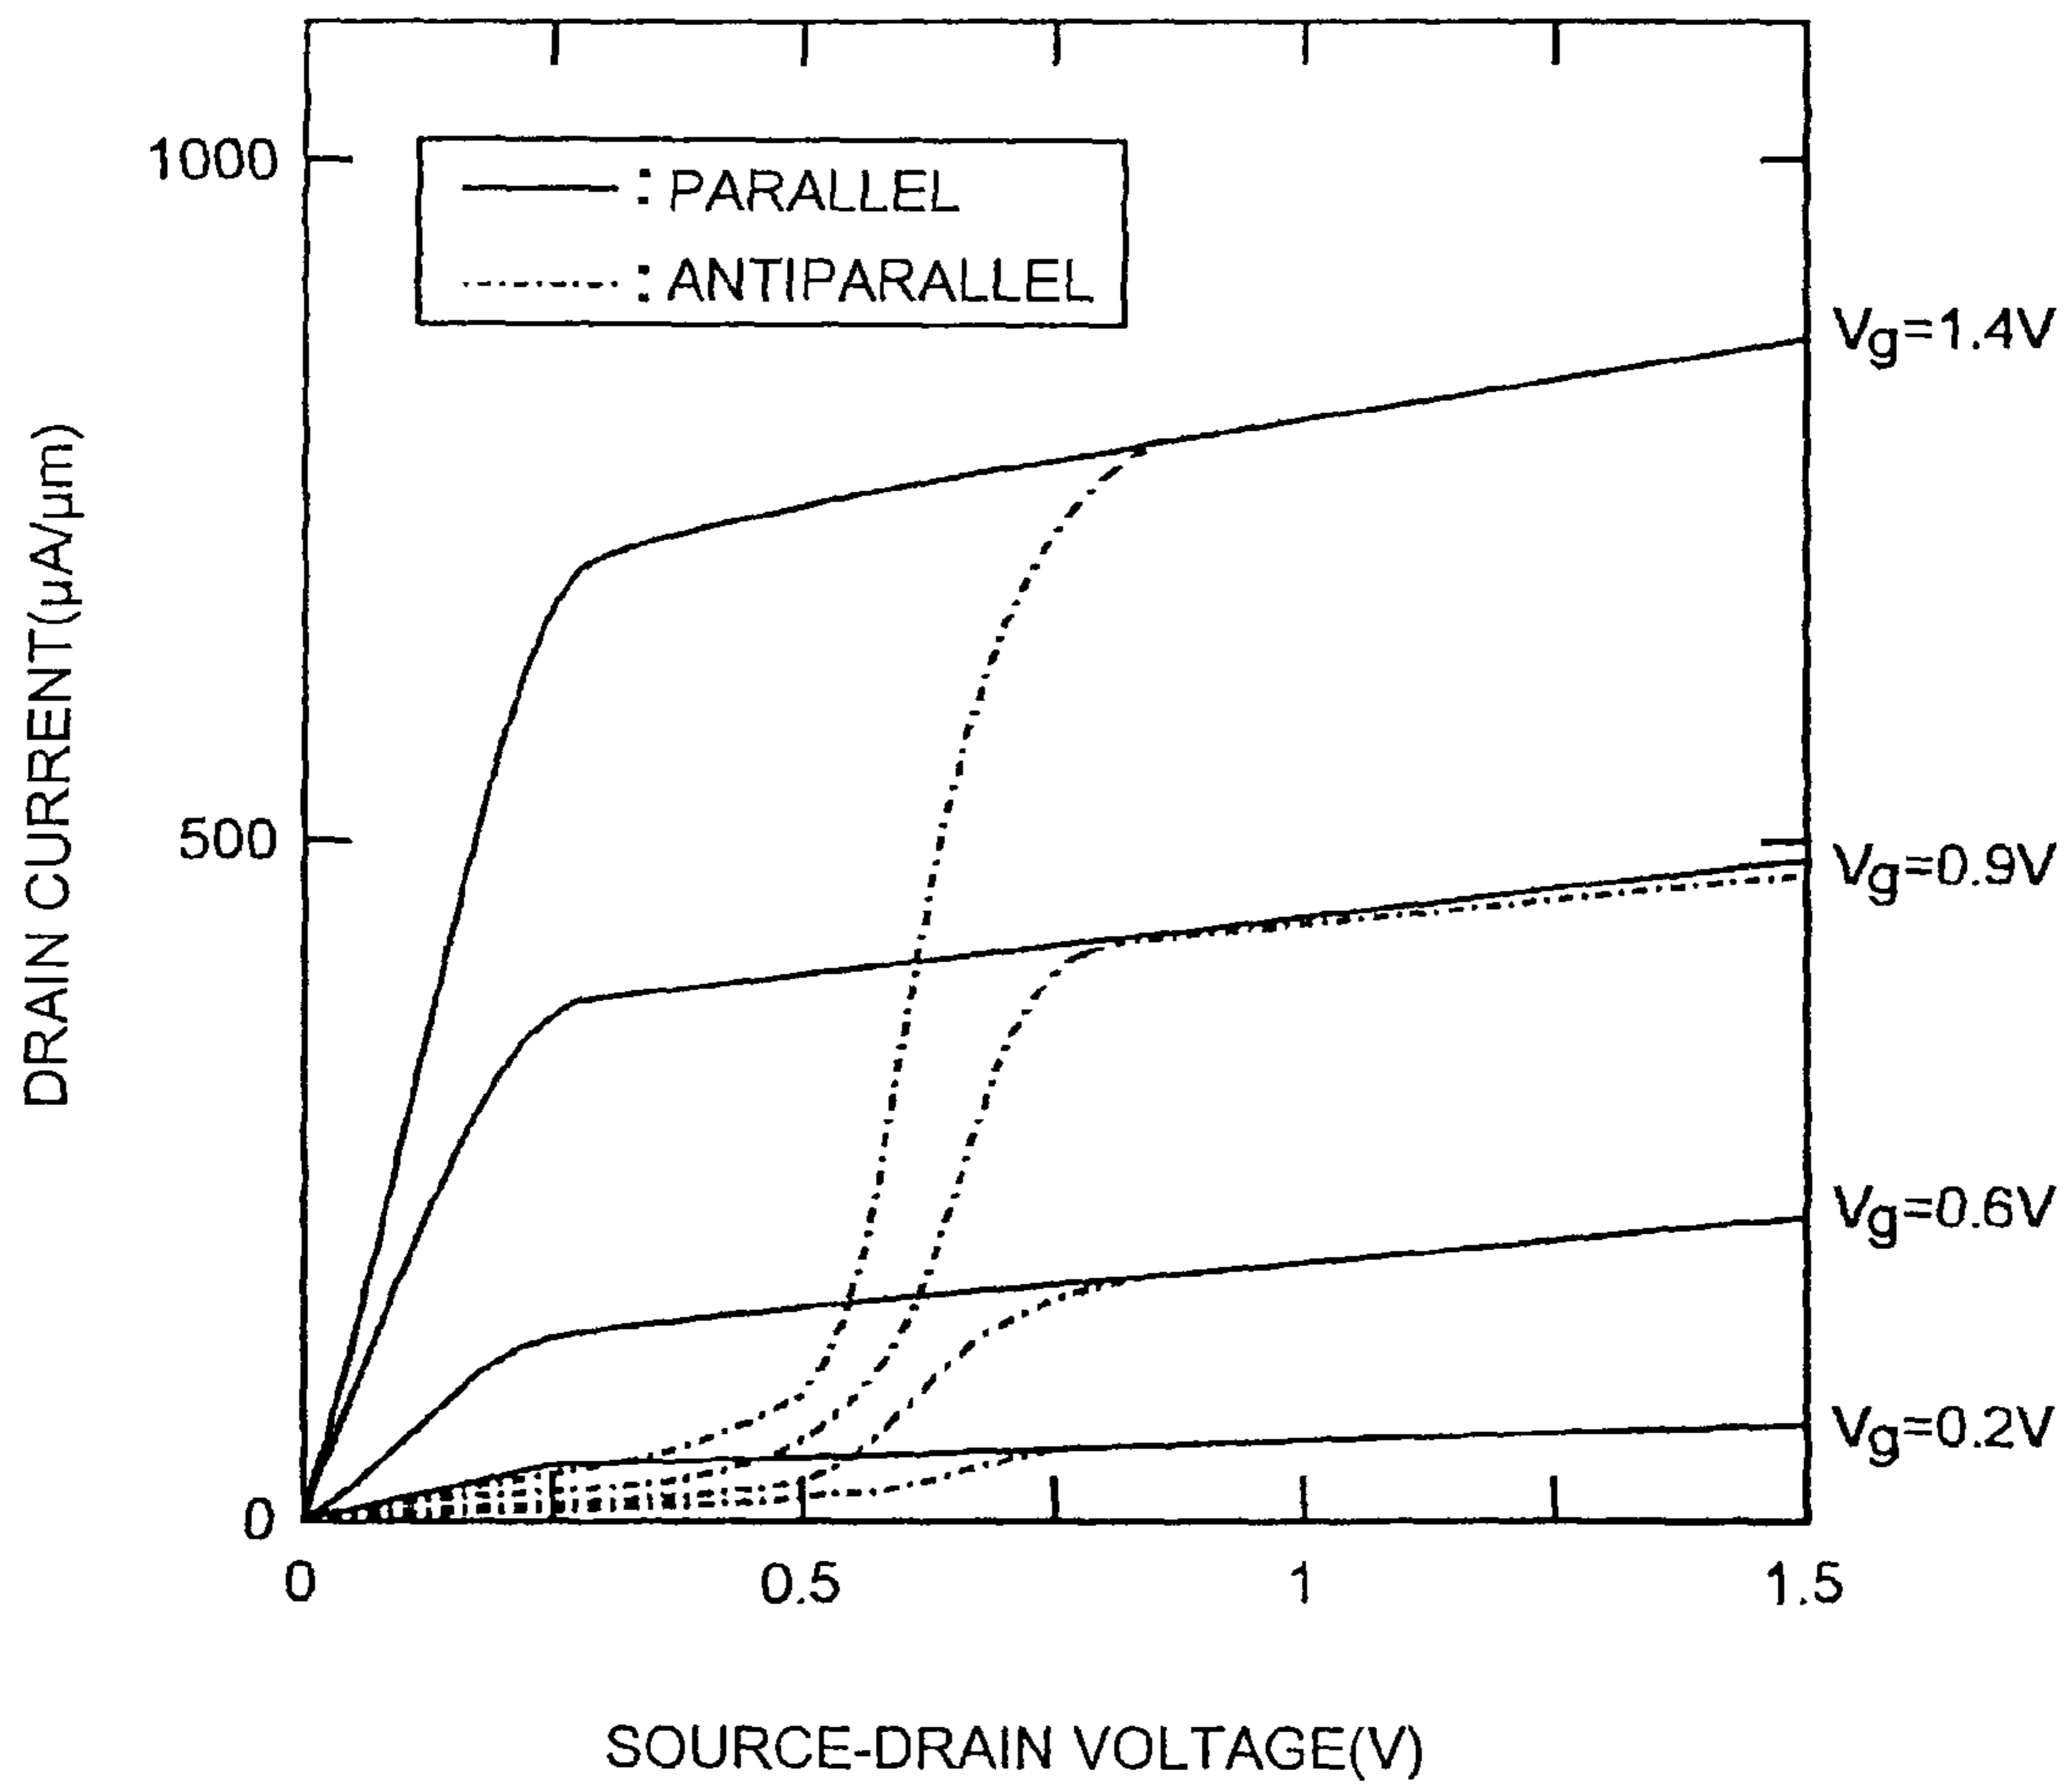 1000
: PARALLEL
: ANTIPARALLEL
Vg=1.4V
DRAIN CURRENT(µA/µm)
500
Vg=0.9V
Vg=0.6V
Vg=0.2V
0
0 0.5 1 1.5
SOURCE-DRAIN VOLTAGE(V)